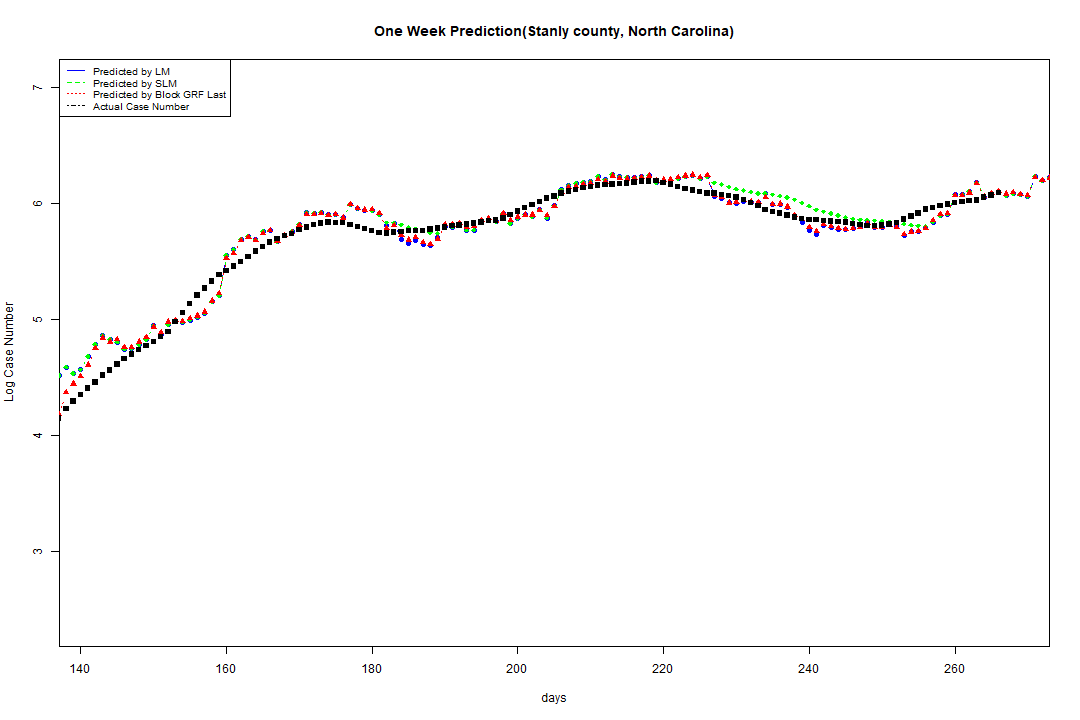 One Week Prediction(Stanly county, North Carolina)
Predicted by LM
Predicted by SLM
Predicted by Block GRF Last
Actual Case Number
7
6
5
4
3
Log Case Number
140 160 180 200 220 240 260
days